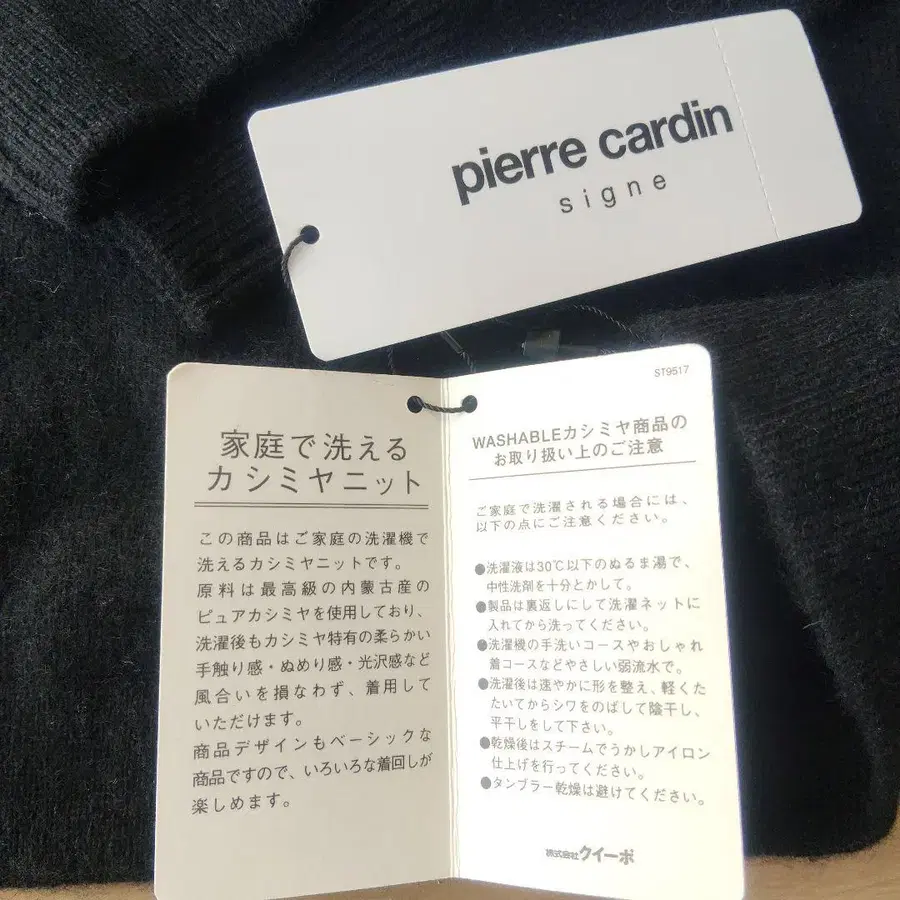 pierre cardin
signe
家庭で洗える
カシミヤニット
この商品はご家庭の洗濯機で
洗えるカシミヤニットです。
原料は最高級の内蒙古産の
ピュアカシミヤを使用しており、
洗濯後もカシミヤ特有の柔らかい
手触り感・ぬめり感・光沢感など
風合いを損なわず、着用して
いただけます。
商品デザインもベーシックな
商品ですので、いろいろな着回しが
楽しめます。
ST9517
WASHABLEカシミヤ商品の
お取り扱い上のご注意
ご家庭で洗濯される場合には、
以下の点にご注意ください。
●洗濯液は30℃以下のぬるま湯で、
中性洗剤を十分とかして。
●製品は裏返しにして洗濯ネットに
入れてから洗ってください。
●洗濯機の手洗いコースやおしゃれ
着コースなどやさしい弱流水で。
●洗濯後は速やかに形を整え、軽くた
たいてからシワをのばして陰干し、
平干しをして下さい。
●乾燥後はスチームでうかしアイロン
仕上げを行ってください。
●タンブラー乾燥は避けてください。
株式会社クイーポ